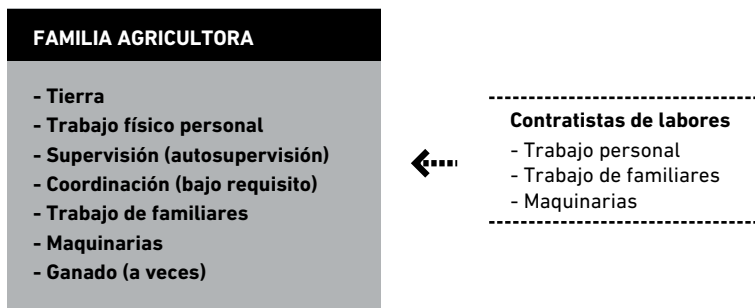 FAMILIA AGRICULTORA
- Tierra
- Trabajo físico personal
- Supervisión (autosupervisión)
- Coordinación (bajo requisito)
- Trabajo de familiares
- Maquinarias
- Ganado (a veces)
Contratistas de labores
- Trabajo personal
- Trabajo de familiares
- Maquinarias